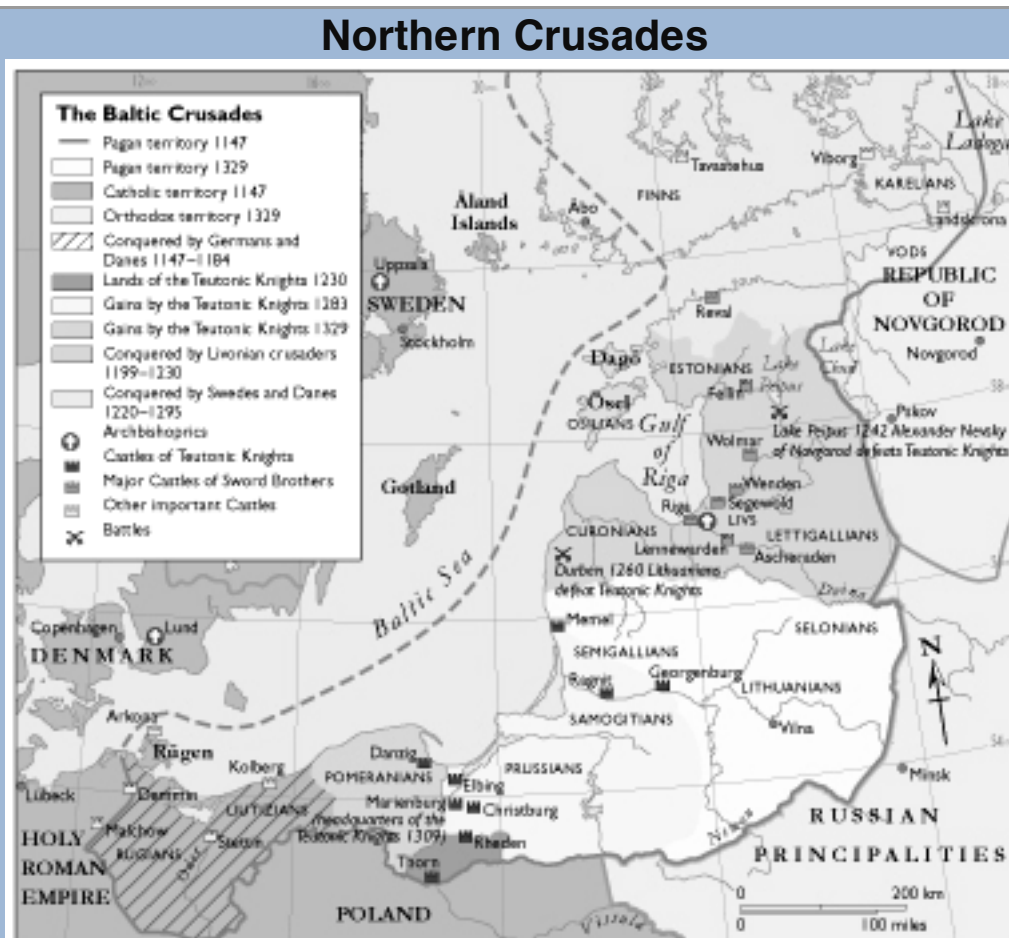 Northern Crusades
The Baltic Crusades
Pagan territory 1147
Pagan territory 1329
Catholic territory 1147
Orthodox territory 1329
Conquered by Germans and
Danes 1147–1184
Lands of the Teutonic Knights 1230
Gains by the Teutonic Knights 1283
Gains by the Teutonic Knights 1329
Conquered by Livonian crusaders
1199–1230
Conquered by Swedes and Danes
1220–1295
Archbishoprics
Castles of Teutonic Knights
Major Castles of Sword Brothers
Other important Castles
Battles
Lake
Ladoga
Tavastehus
Viborg
KARELIANS
FINNS
Landskrona
Åland
Islands
Åbo
VODS
Uppsala
SWEDEN
Stockholm
REPUBLIC
OF
NOVGOROD
Novgorod
Reval
Dagö
ESTONIANS
Lake
Peipus
Lake
Chud
Fellin
Ösel
OSILIANS
Gulf
of
Riga
Pskov
Lake Peipus 1242 Alexander Nevsky
of Novgorod defeats Teutonic Knights
Wolmar
Gotland
Wenden
Segewold
Riga
LIVS
CURONIANS
LETTIGALLIANS
Lennewarden
Ascheraden
Durben 1260 Lithuanians
defeat Teutonic Knights
Dvina
Baltic Sea
Memel
SELONIANS
Copenhagen
Lund
DENMARK
SEMIGALLIANS
N
Ragnit
Georgenburg
LITHUANIANS
SAMOGITIANS
Vilna
Arkona
Rügen
Danzig
PRUSSIANS
Minsk
Kolberg
POMERANIANS
Elbing
Lübeck
Demmin
LIUTIZIANS
Marienburg
Christburg
(headquarters of the
Teutonic Knights 1309)
RUSSIAN
PRINCIPALITIES
HOLY
ROMAN
EMPIRE
Malchow
RUGIANS
Stettin
Oder
Rheden
Neman
Thorn
POLAND
Vistula
0
200 km
0
100 miles